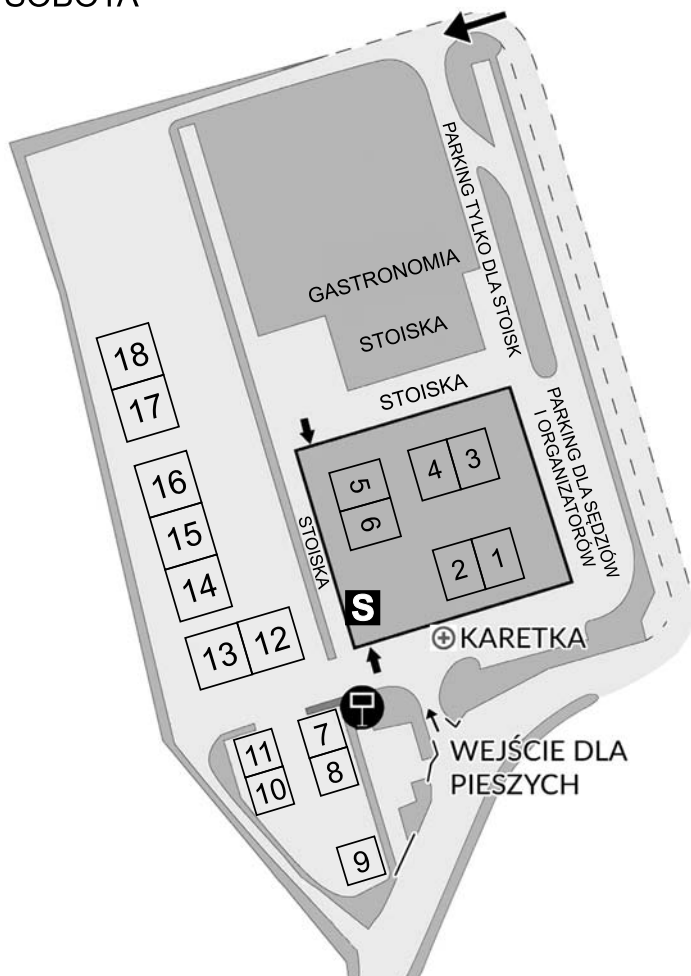 SOBOTA
PARKING TYLKO DLA STOISK
GASTRONOMIA
STOISKA
STOISKA
18
17
PARKING DLA SĘDZIÓW
I ORGANIZATORÓW
3
4
5
6
16
15
14
STOISKA
1
2
S
13
12
KARETKA
7
8
11
10
WEJŚCIE DLA
PIESZYCH
9